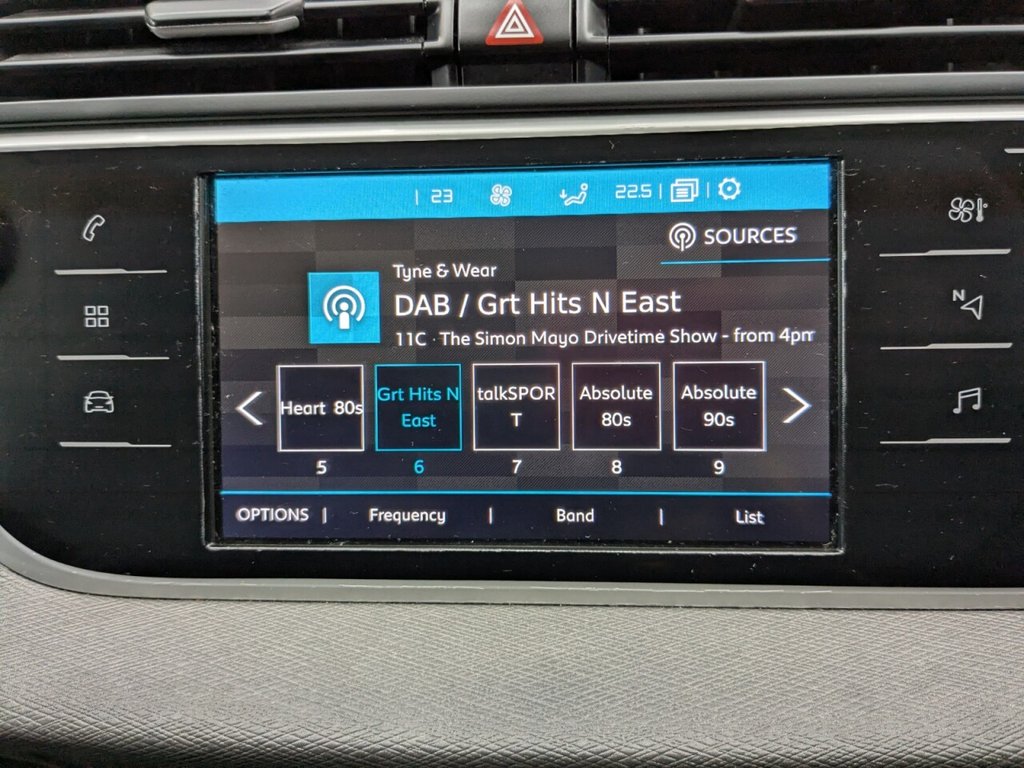 | 23 22.5 | |
SOURCES
Tyne & Wear
DAB / Grt Hits N East
11C · The Simon Mayo Drivetime Show - from 4pm
Heart 80s
Grt Hits N
East
talkSPOR
T
Absolute
80s
Absolute
90s
5 6 7 8 9
OPTIONS | Frequency | Band | List
N